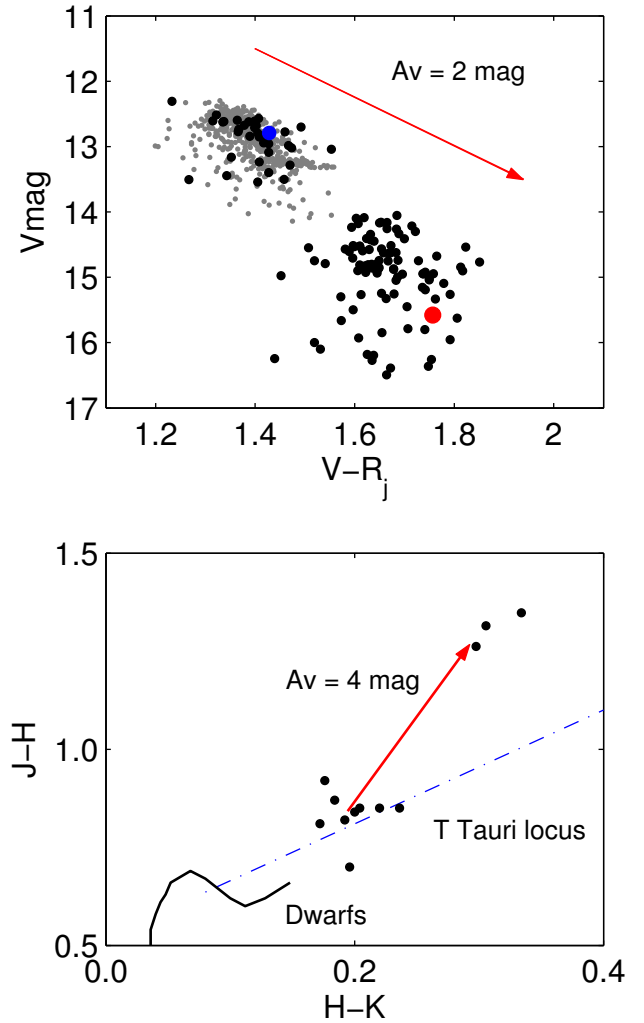 11
12
13
14
15
16
17
Vmag
Av = 2 mag
1.2
1.4
1.6
1.8
2
V−Rj
1.5
1.0
0.5
J−H
Av = 4 mag
T Tauri locus
Dwarfs
0.0
0.2
0.4
H−K